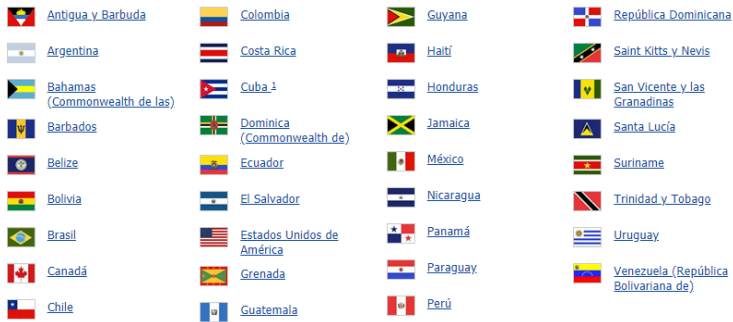 Antigua y Barbuda
Argentina
Bahamas
(Commonwealth de las)
Barbados
Belize
Bolivia
Brasil
Canadá
Chile
Colombia
Costa Rica
Cuba 1
Dominica
(Commonwealth de)
Ecuador
El Salvador
Estados Unidos de
América
Grenada
Guatemala
Guyana
Haití
Honduras
Jamaica
México
Nicaragua
Panamá
Paraguay
Perú
República Dominicana
Saint Kitts y Nevis
San Vicente y las
Granadinas
Santa Lucía
Suriname
Trinidad y Tobago
Uruguay
Venezuela (República
Bolivariana de)